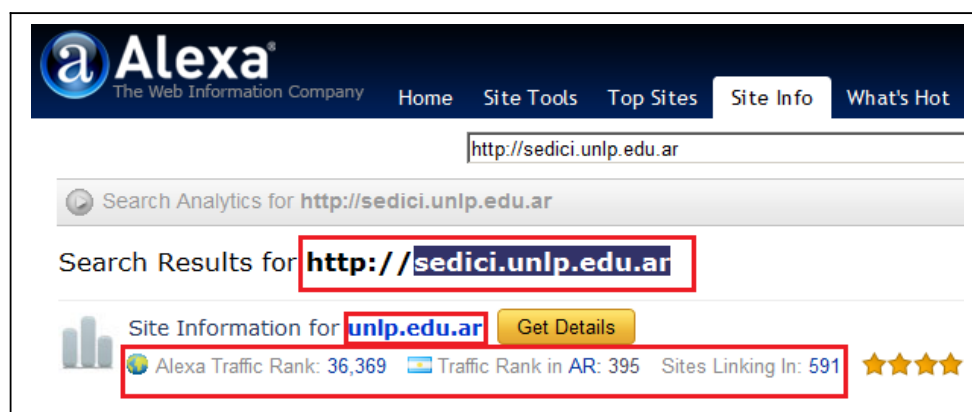 a Alexa®
The Web Information Company
Home Site Tools Top Sites Site Info What's Hot
http://sedici.unlp.edu.ar
Search Analytics for http://sedici.unlp.edu.ar
Search Results for http://sedici.unlp.edu.ar
Site Information for unlp.edu.ar Get Details
Alexa Traffic Rank: 36,369 Traffic Rank in AR: 395 Sites Linking In: 591